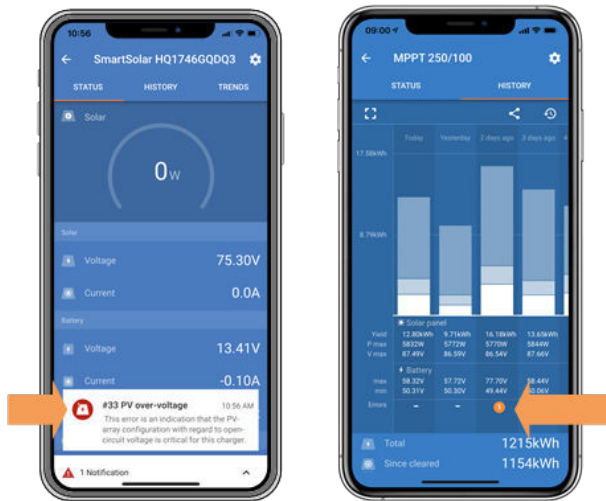 10:56
SmartSolar HQ1746GQDQ3
STATUS HISTORY TRENDS
Solar
0W
Solar
Voltage 75.30V
Current 0.0A
Battery
Voltage 13.41V
Current -0.10A
#33 PV over-voltage 10:56 AM
This error is an indication that the PV-
array configuration with regard to open-
circuit voltage is critical for this charger.
1 Notification
09:00
MPPT 250/100
STATUS HISTORY
Today Yesterday 2 days ago 3 days ago
17.58kWh
8.79kWh
Solar panel
Yield 12.80kWh 9.71kWh 16.18kWh 13.65kWh
P max 5832W 5772W 5770W 5844W
V max 87.49V 86.59V 86.54V 87.66V
Battery
max 58.32V 57.72V 77.70V 58.44V
min 50.31V 50.30V 49.44V
Errors - - 1
Total 1215kWh
Since cleared 1154kWh